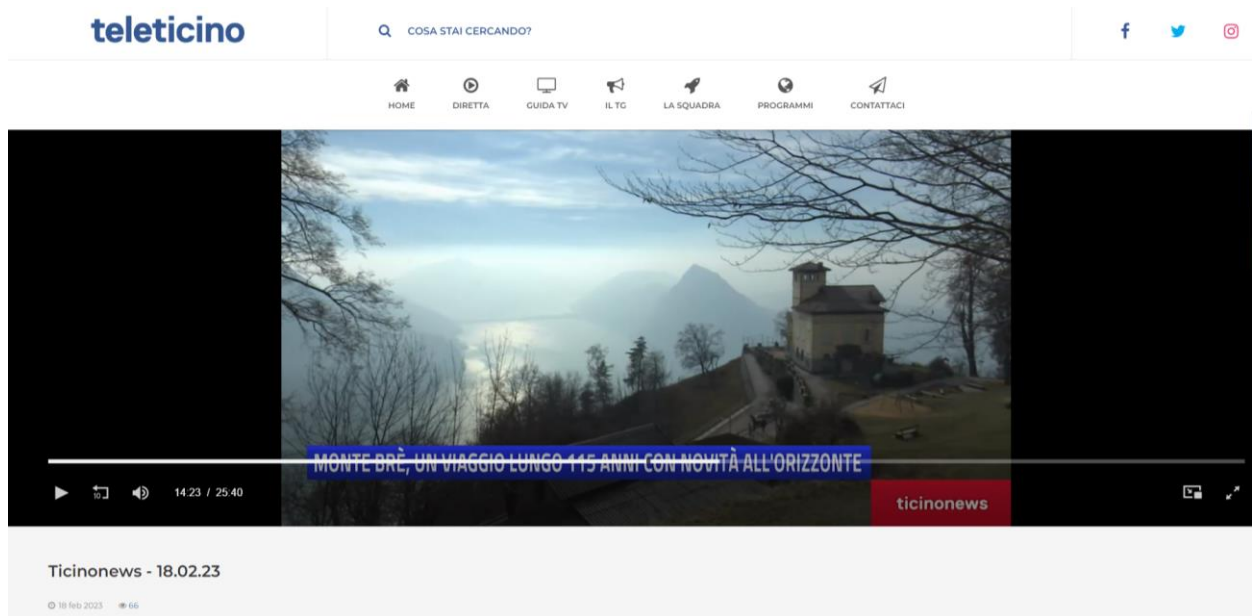 teleticino
COSA STAI CERCANDO?
HOME DIRETTA GUIDA TV IL TG LA SQUADRA PROGRAMMI CONTATTACI
MONTE BRÈ, UN VIAGGIO LUNGO 115 ANNI CON NOVITÀ ALL'ORIZZONTE
10 14:23 / 25:40
ticinonews
Ticinonews - 18.02.23
18 feb 2023 66